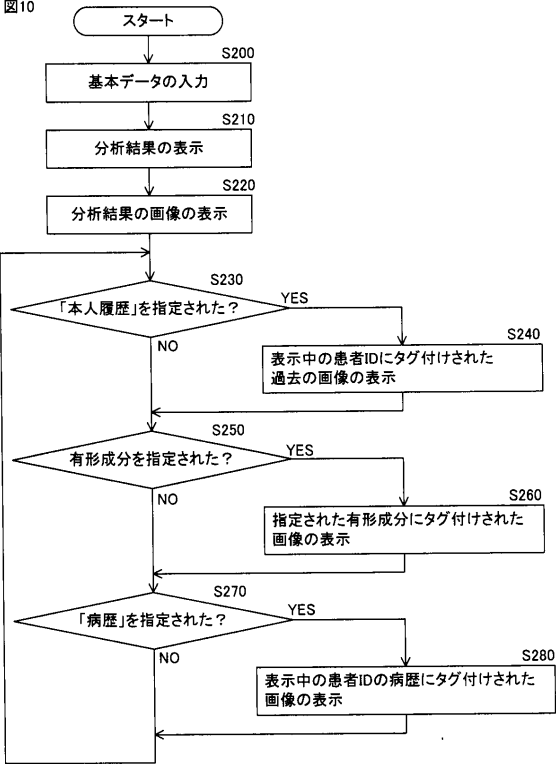 図10
スタート
S200
基本データの入力
S210
分析結果の表示
S220
分析結果の画像の表示
S230
「本人履歴」を指定された？
YES
NO
S240
表示中の患者IDにタグ付けされた
過去の画像の表示
S250
有形成分を指定された？
YES
NO
S260
指定された有形成分にタグ付けされた
画像の表示
S270
「病歴」を指定された？
YES
NO
S280
表示中の患者IDの病歴にタグ付けされた
画像の表示